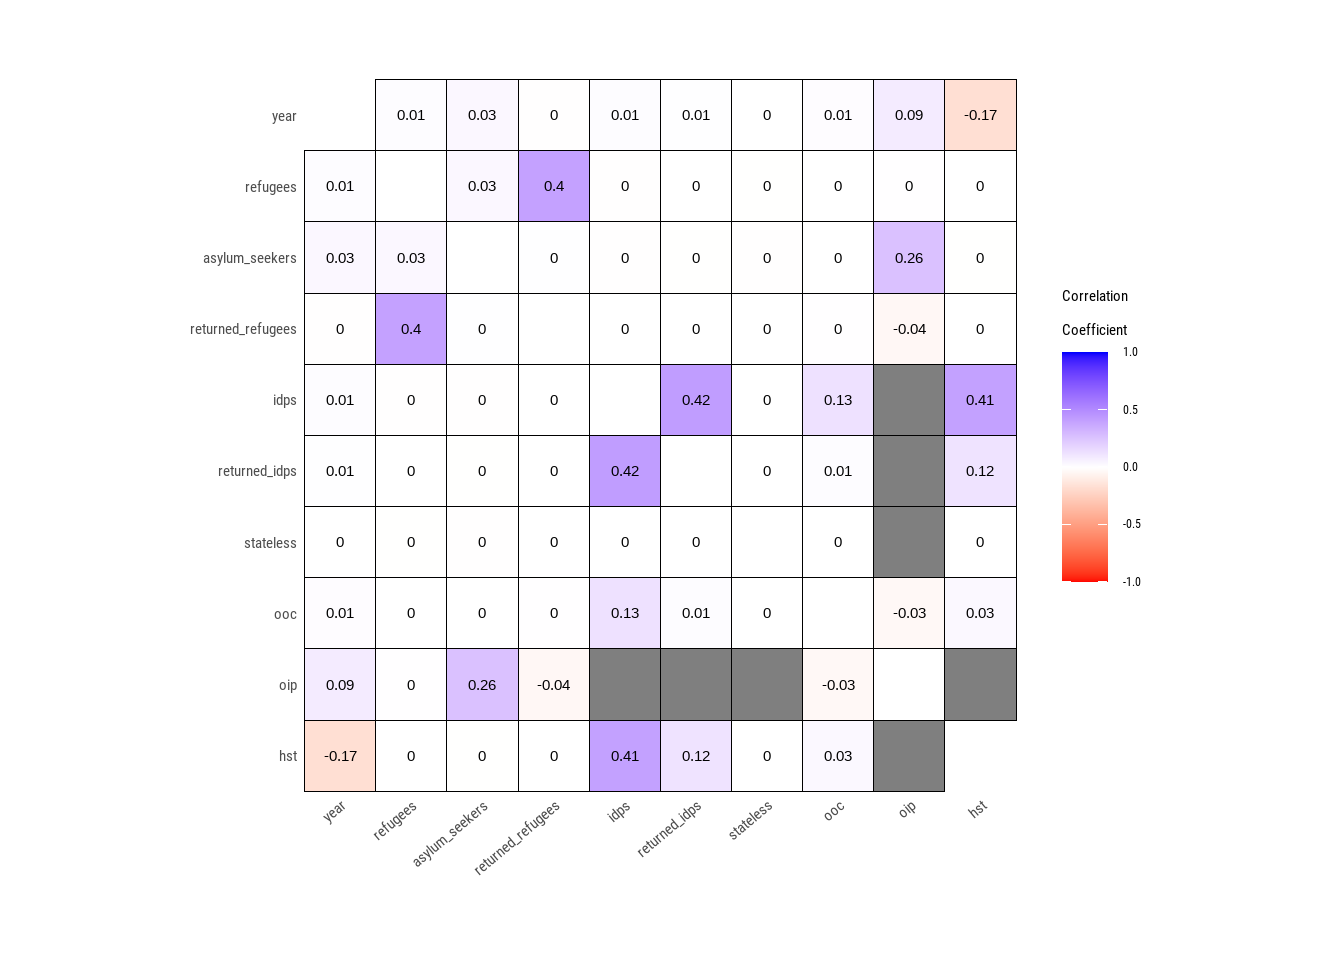 year 0.01 0.03 0 0.01 0.01 0 0.01 0.09 -0.17
refugees 0.01 0.03 0.4 0 0 0 0 0 0
asylum_seekers 0.03 0.03 0 0 0 0 0 0.26 0
returned_refugees 0 0.4 0 0 0 0 0 -0.04 0
idps 0.01 0 0 0 0.42 0 0.13 0.41
returned_idps 0.01 0 0 0 0.42 0 0.01 0.12
stateless 0 0 0 0 0 0 0 0
ooc 0.01 0 0 0 0.13 0.01 0 -0.03 0.03
oip 0.09 0 0.26 -0.04 -0.03
hst -0.17 0 0 0 0.41 0.12 0 0.03
year refugees asylum_seekers returned_refugees idps returned_idps stateless ooc oip hst
Correlation
Coefficient
1.0
0.5
0.0
-0.5
-1.0